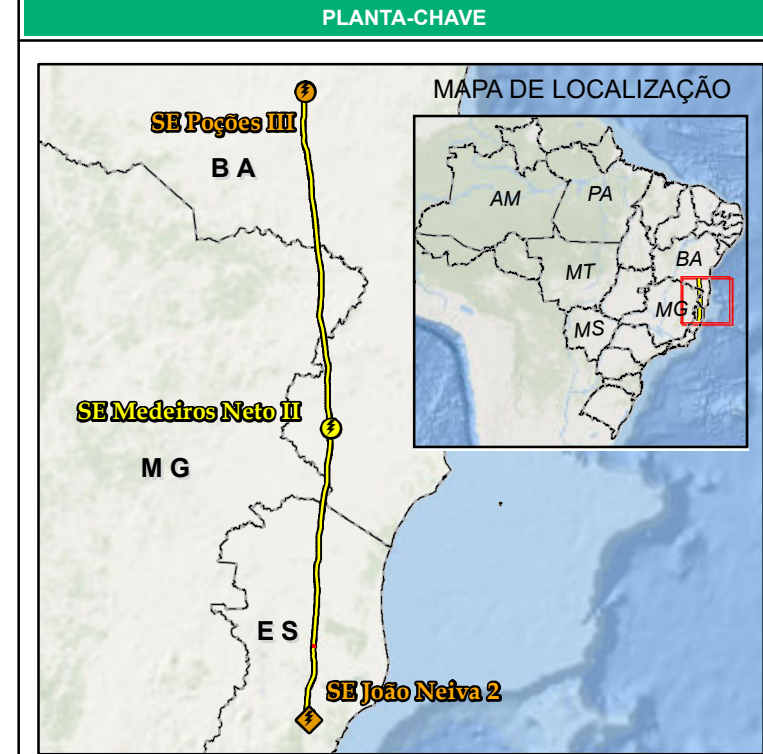 PLANTA-CHAVE
MAPA DE LOCALIZAÇÃO
SE Poções III
B A
AM
PA
BA
MT
MG
MS
SE Medeiros Neto II
M G
E S
SE João Neiva 2